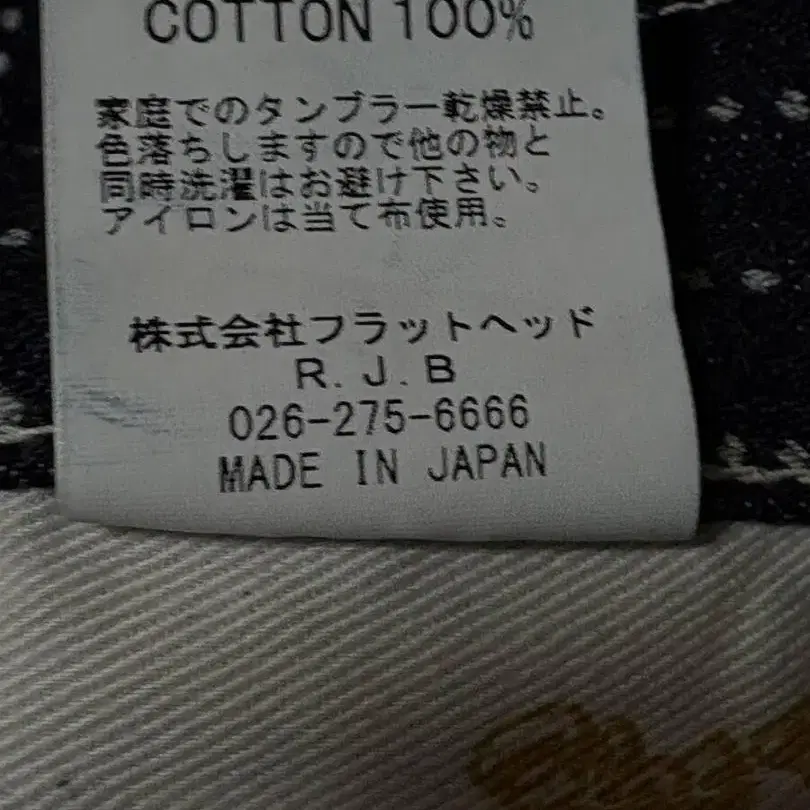 COTTON 100%
家庭でのタンブラー乾燥禁止。
色落ちしますので他の物と
同時洗濯はお避け下さい。
アイロンは当て布使用。
株式会社フラットヘッド
R.J.B
026-275-6666
MADE IN JAPAN